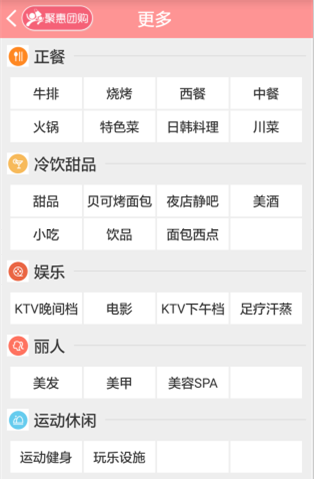 聚惠团购 更多
正餐
牛排 烧烤 西餐 中餐
火锅 特色菜 日韩料理 川菜
冷饮甜品
甜品 贝可烤面包 夜店静吧 美酒
小吃 饮品 面包西点
娱乐
KTV晚间档 电影 KTV下午档 足疗汗蒸
丽人
美发 美甲 美容SPA
运动休闲
运动健身 玩乐设施